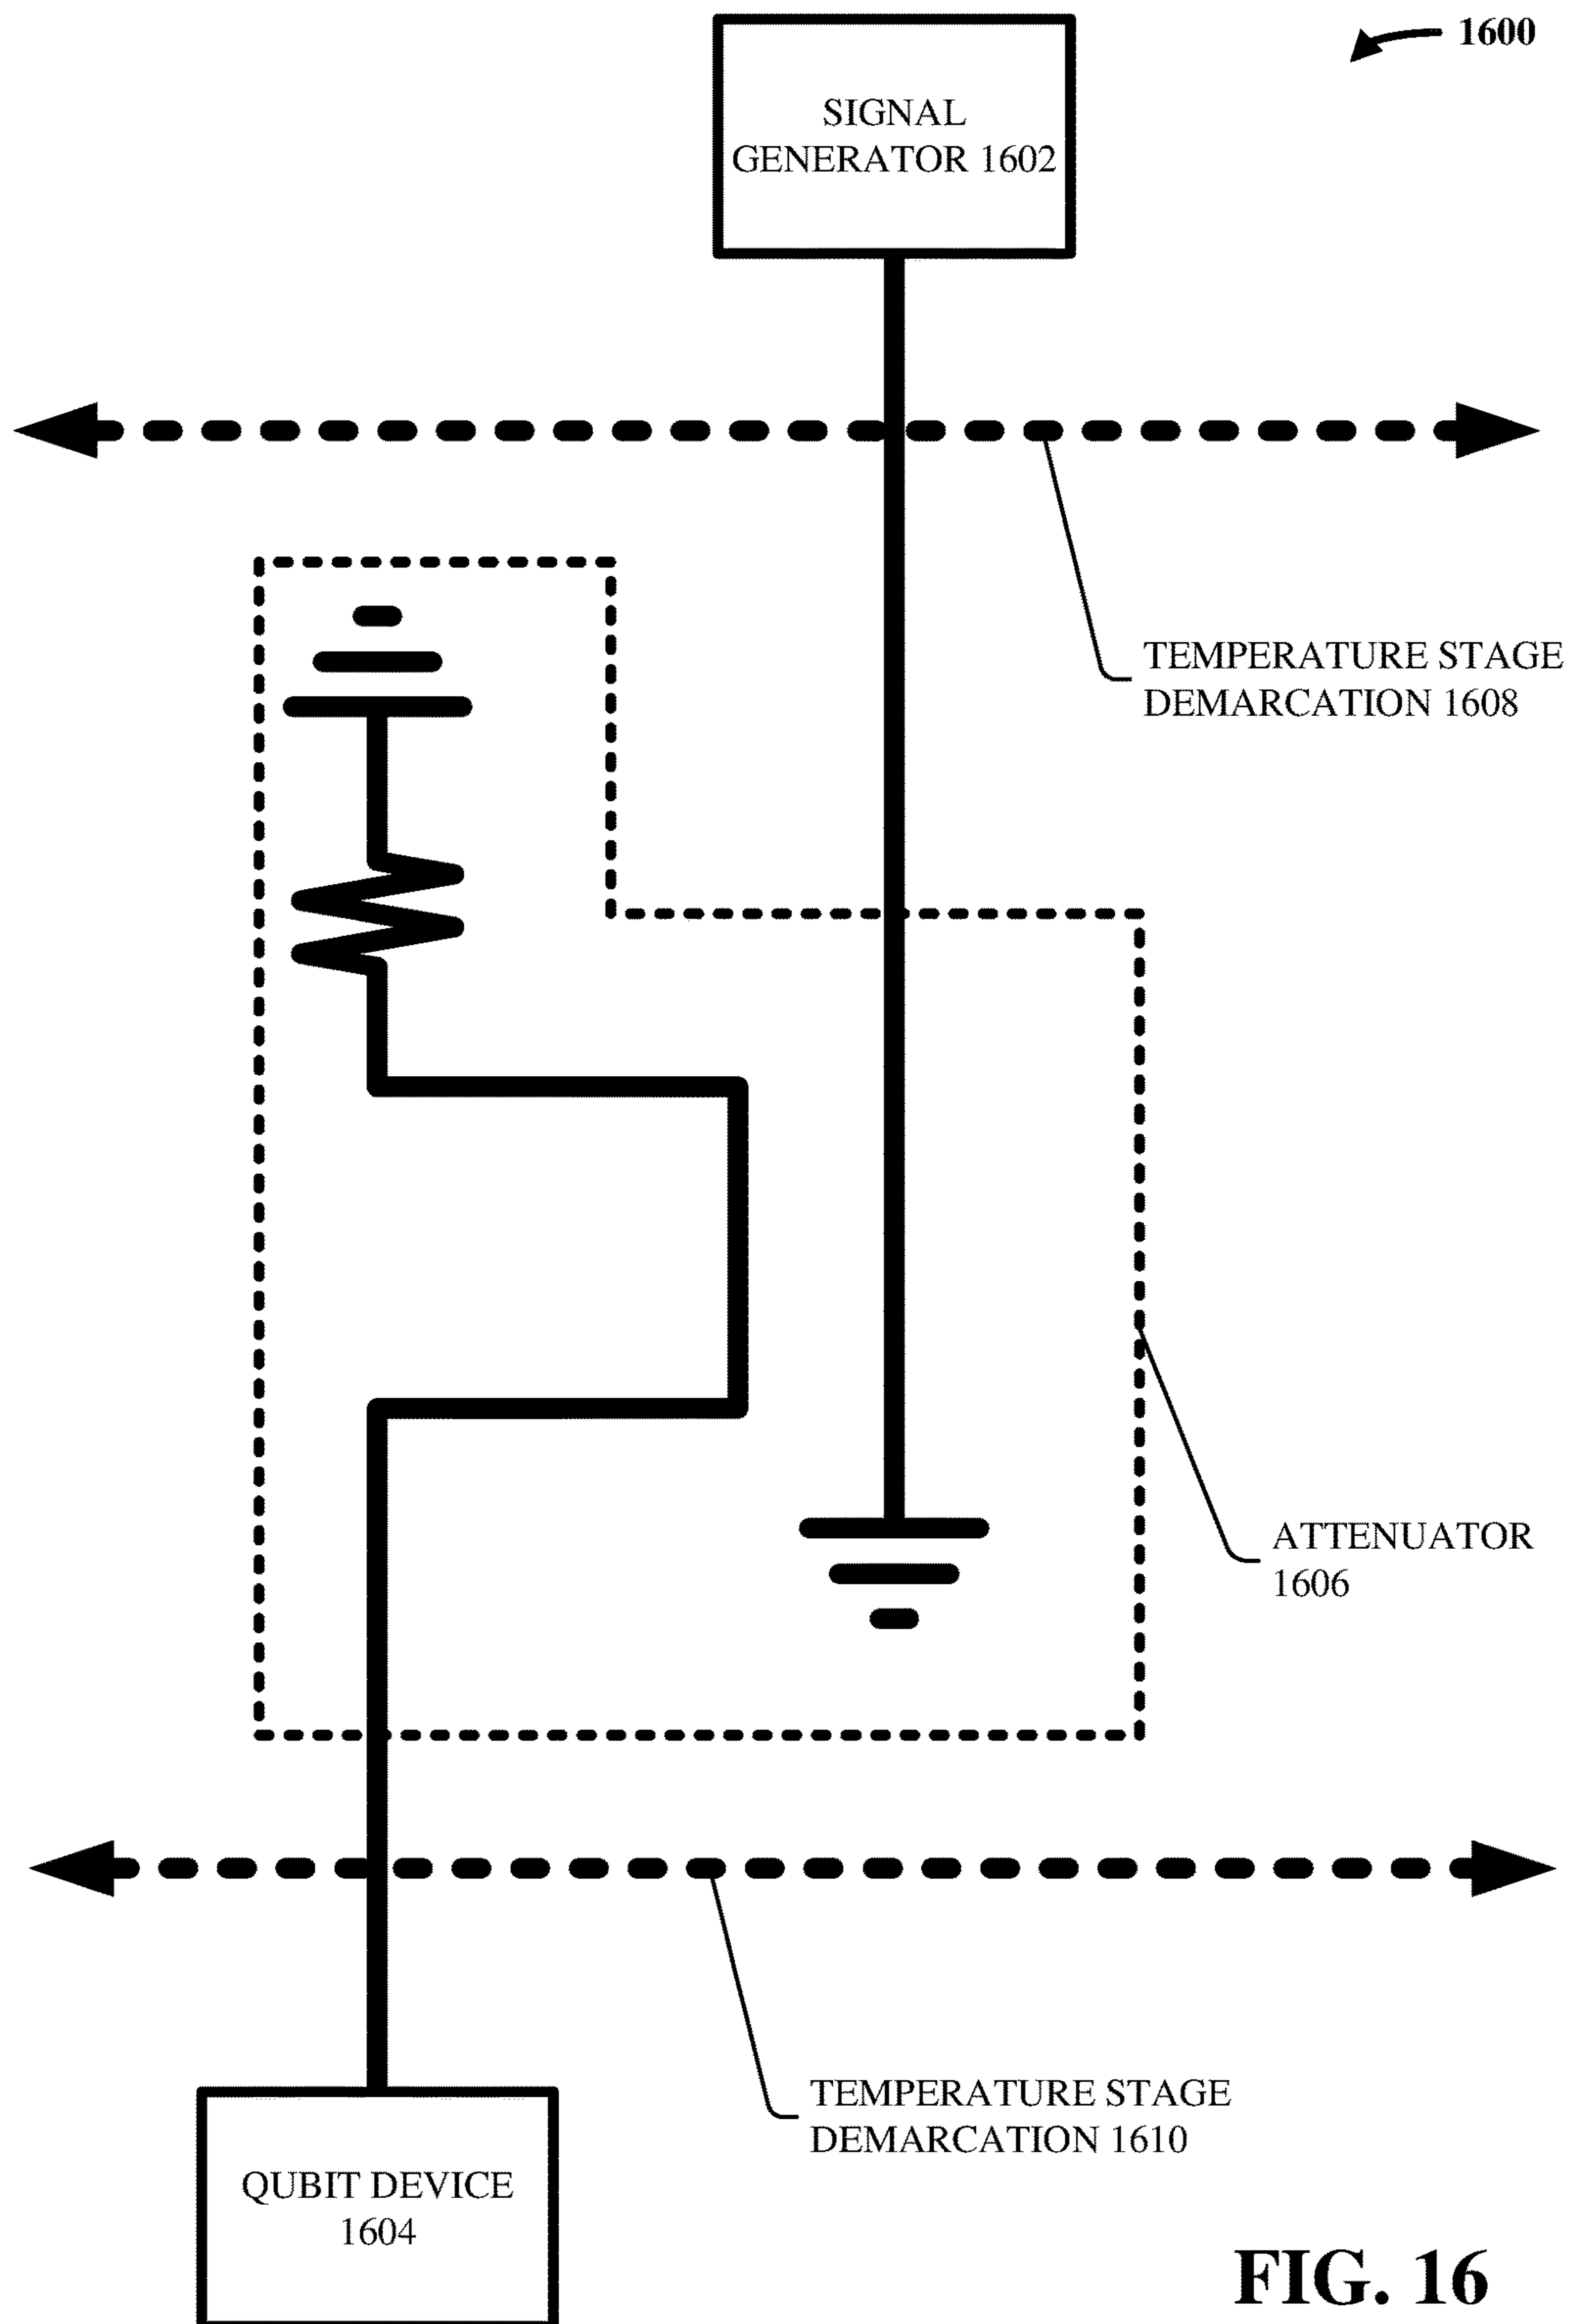 1600
SIGNAL
GENERATOR 1602
TEMPERATURE STAGE
DEMARCATION 1608
ATTENUATOR
1606
TEMPERATURE STAGE
DEMARCATION 1610
QUBIT DEVICE
1604
FIG. 16